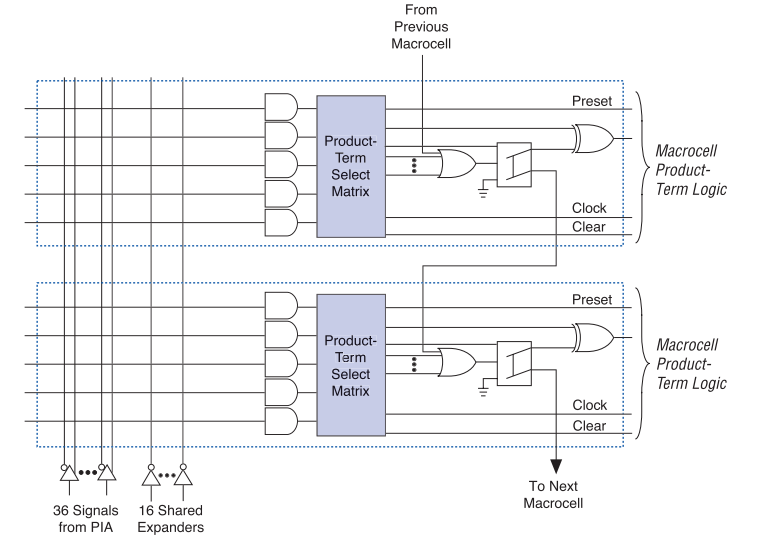 From
Previous
Macrocell
Preset
Product-
Term
Select
Matrix
Macrocell
Product-
Term Logic
Clock
Clear
Preset
Product-
Term
Select
Matrix
Macrocell
Product-
Term Logic
Clock
Clear
36 Signals
from PIA
16 Shared
Expanders
To Next
Macrocell